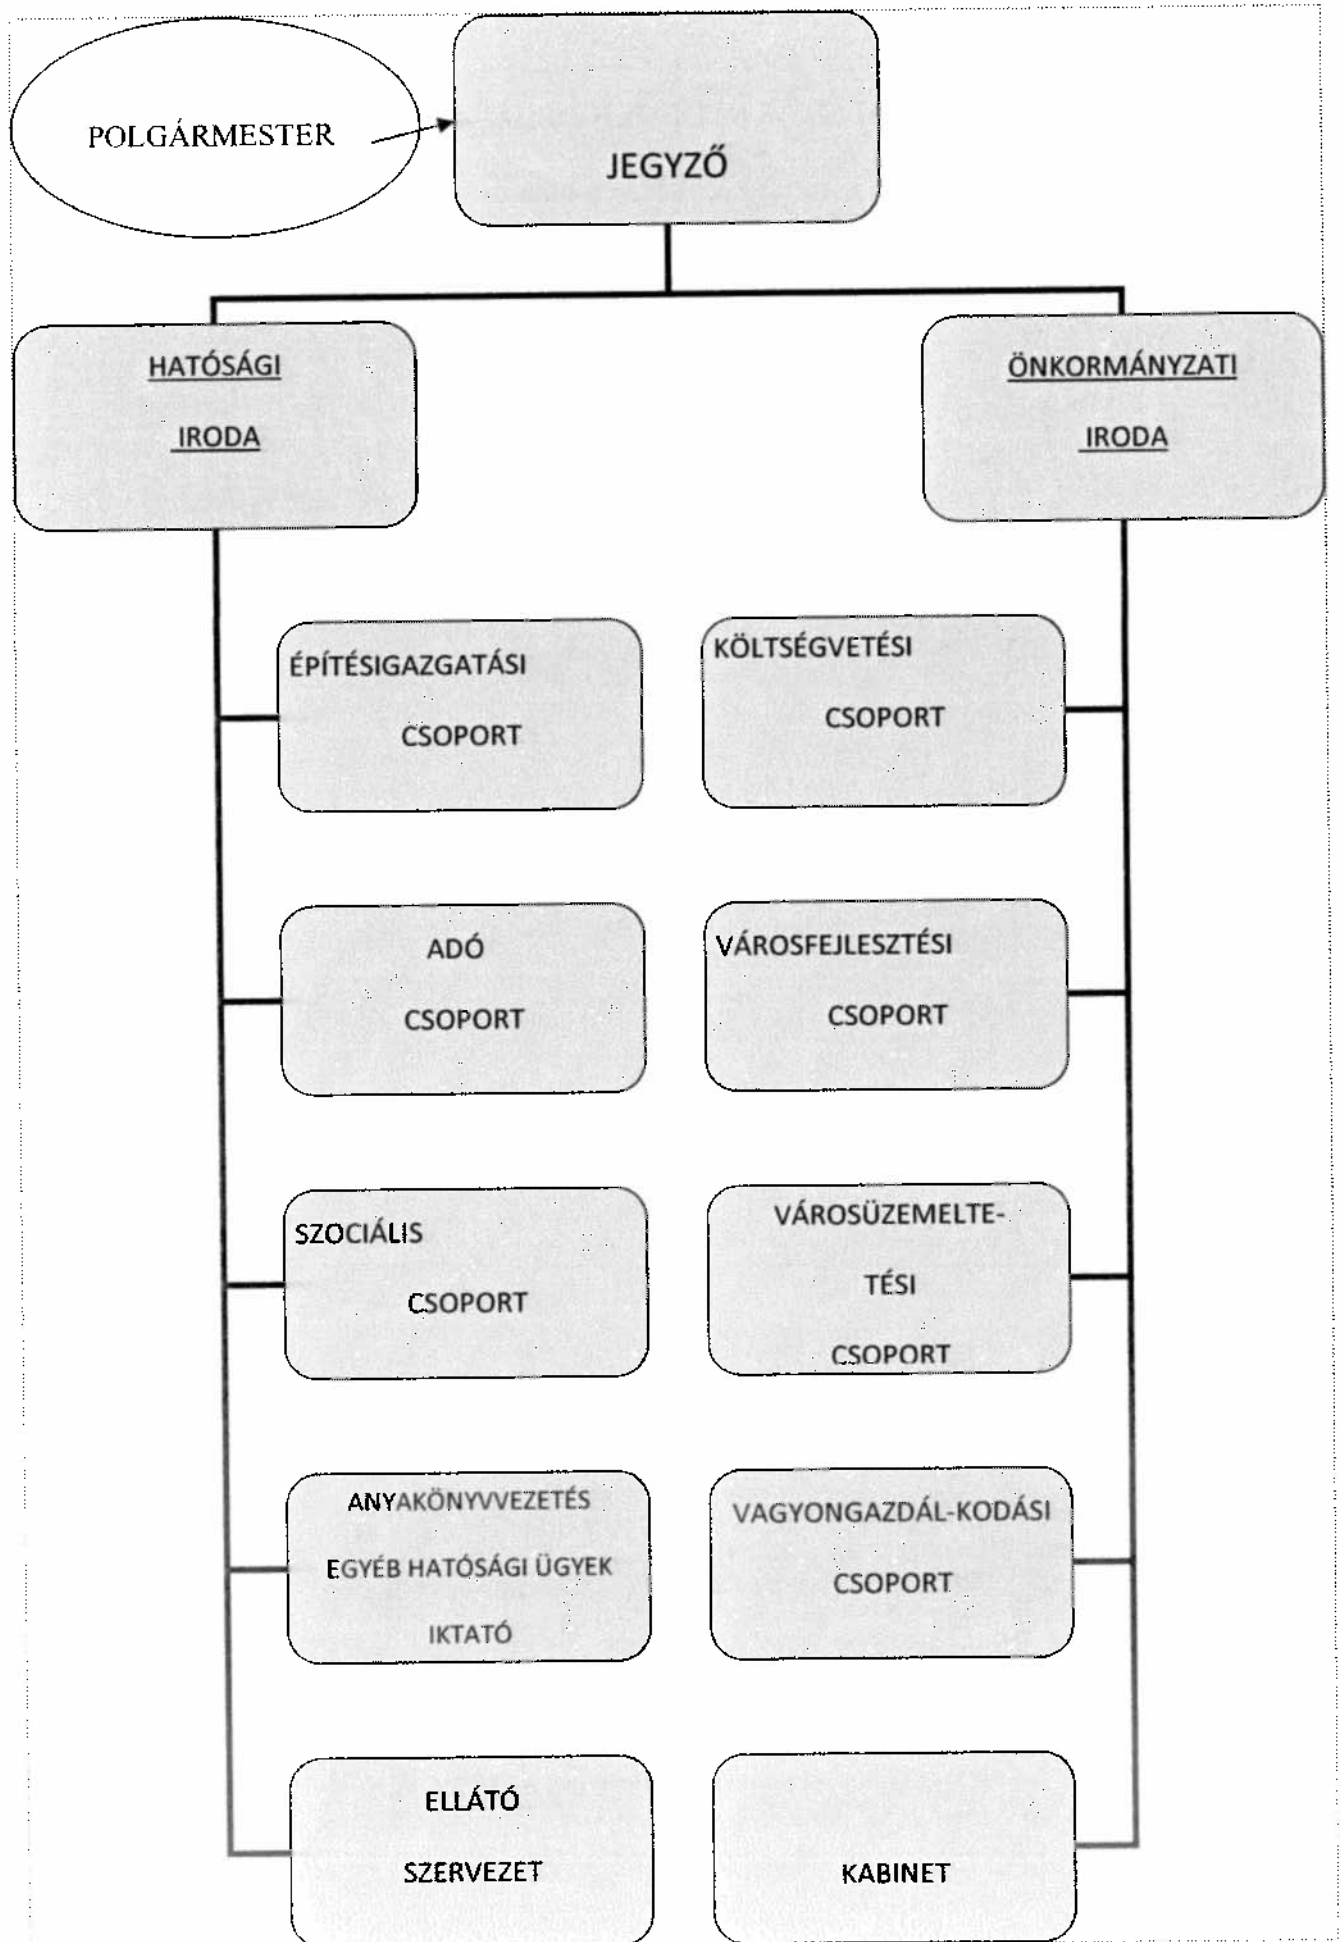 POLGÁRMESTER
JEGYZŐ
HATÓSÁGI
IRODA
ÖNKORMÁNYZATI
IRODA
ÉPÍTÉSIGAZGATÁSI
CSOPORT
KÖLTSÉGVETÉSI
CSOPORT
ADÓ
CSOPORT
VÁROSFEJLESZTÉSI
CSOPORT
SZOCIÁLIS
CSOPORT
VÁROSÜZEMELTE-
TÉSI
CSOPORT
ANYAKÖNYVVEZETÉS
EGYÉB HATÓSÁGI ÜGYEK
IKTATÓ
VAGYONGAZDÁL-KODÁSI
CSOPORT
ELLÁTÓ
SZERVEZET
KABINET